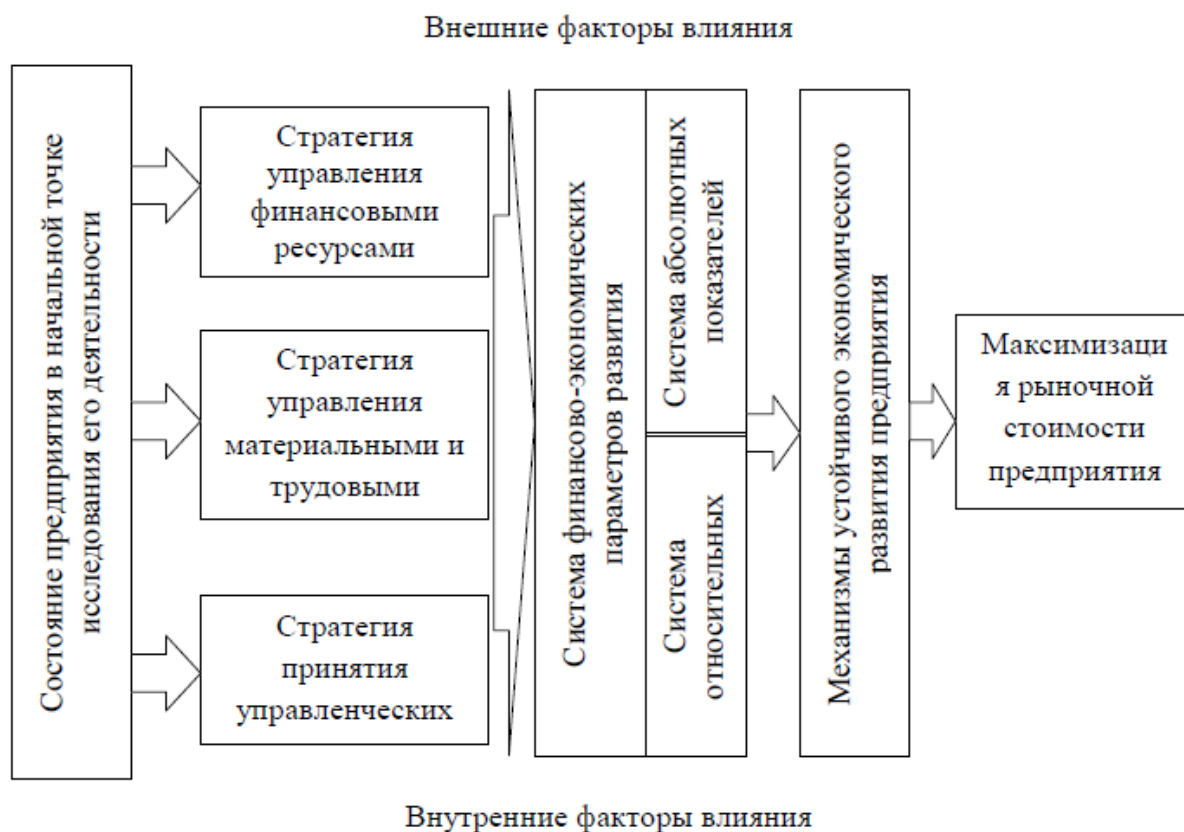 Внешние факторы влияния
Состояние предприятия в начальной точке
исследования его деятельности
Стратегия
управления
финансовыми
ресурсами
Стратегия
управления
материальными и
трудовыми
Стратегия
принятия
управленческих
Система финансово-экономических
параметров развития
Система абсолютных
показателей
Система
относительных
Механизмы устойчивого экономического
развития предприятия
Максимизаци
я рыночной
стоимости
предприятия
Внутренние факторы влияния